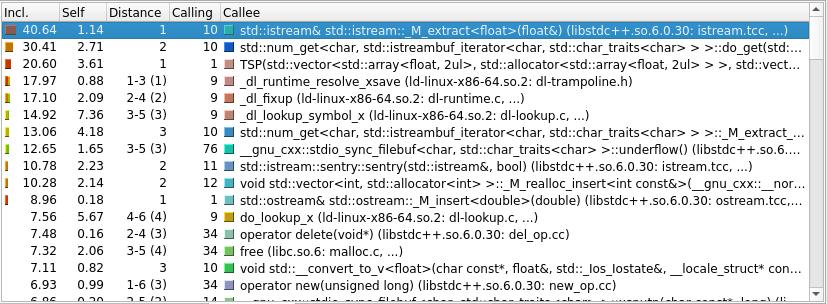 Incl. Self Distance Calling Callee
40.64 1.14 1 10 std::istream& std::istream::_M_extract<float>(float&) (libstdc++.so.6.0.30: istream.tcc, ...)
30.41 2.71 2 10 std::num_get<char, std::istreambuf_iterator<char, std::char_traits<char> > >::do_get(std:...
20.60 3.61 1 1 TSP(std::vector<std::array<float, 2ul>, std::allocator<std::array<float, 2ul> > >, std::vect...
17.97 0.88 1-3 (1) 9 _dl_runtime_resolve_xsave (ld-linux-x86-64.so.2: dl-trampoline.h)
17.10 2.09 2-4 (2) 9 _dl_fixup (ld-linux-x86-64.so.2: dl-runtime.c, ...)
14.92 7.36 3-5 (3) 9 _dl_lookup_symbol_x (ld-linux-x86-64.so.2: dl-lookup.c, ...)
13.06 4.18 3 10 std::num_get<char, std::istreambuf_iterator<char, std::char_traits<char> > >::_M_extract_...
12.65 1.65 3-5 (3) 76 __gnu_cxx::stdio_sync_filebuf<char, std::char_traits<char> >::underflow() (libstdc++.so.6....
10.78 2.23 2 11 std::istream::sentry::sentry(std::istream&, bool) (libstdc++.so.6.0.30: istream.tcc, ...)
10.28 2.14 2 12 void std::vector<int, std::allocator<int> >::_M_realloc_insert<int const&>(__gnu_cxx::__nor...
8.96 0.18 1 1 std::ostream& std::ostream::_M_insert<double>(double) (libstdc++.so.6.0.30: ostream.tcc,...
7.56 5.67 4-6 (4) 9 do_lookup_x (ld-linux-x86-64.so.2: dl-lookup.c, ...)
7.48 0.16 2-4 (3) 34 operator delete(void*) (libstdc++.so.6.0.30: del_op.cc)
7.32 2.06 3-5 (4) 34 free (libc.so.6: malloc.c, ...)
7.11 0.82 3 10 void std::__convert_to_v<float>(char const*, float&, std::_Ios_Iostate&, __locale_struct* con...
6.93 0.99 1-6 (3) 34 operator new(unsigned long) (libstdc++.so.6.0.30: new_op.cc)